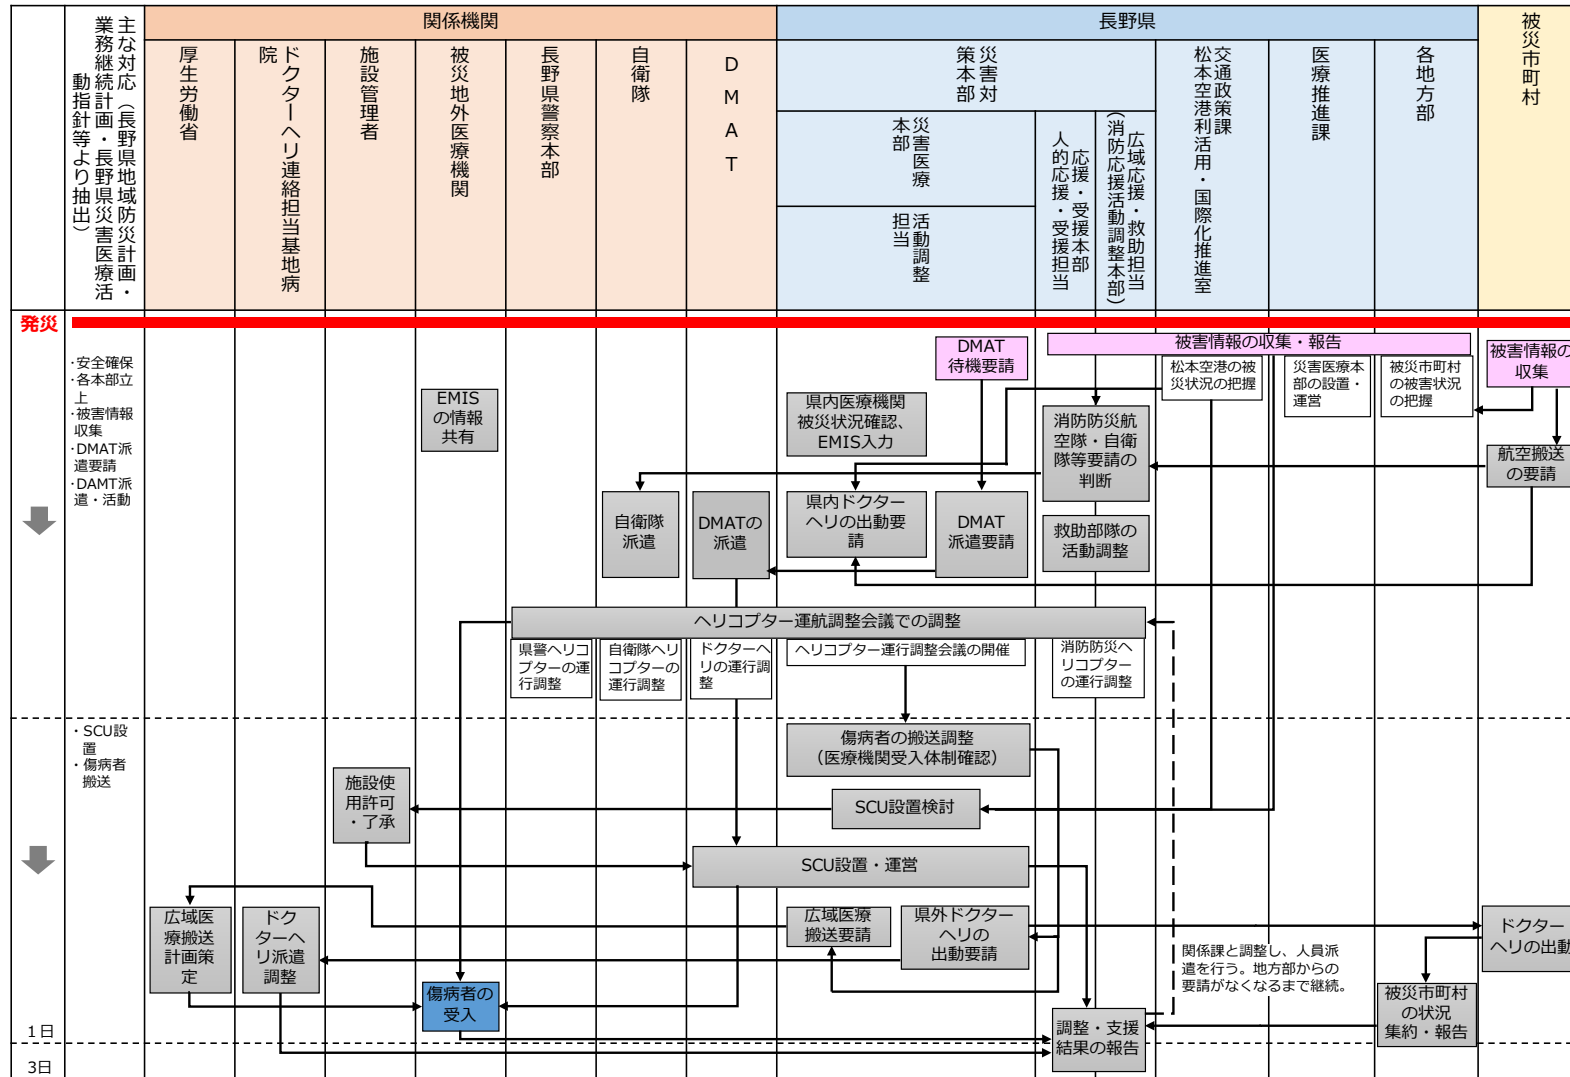 主な対応（長野県地域防災計画・
業務継続計画・長野県災害医療活
動指針等より抽出）
関係機関
厚生労働省
ドクターヘリ連絡担当基地病
院
施設管理者
被災地外医療機関
長野県警察本部
自衛隊
ＤＭＡＴ
長野県
災害対
策本部
災害医療
本部
活動調整
担当
応援・受援本部
人的応援・受援担当
広域応援・救助担当
（消防応援活動調整本部）
交通政策課
松本空港利活用・国際化推進室
医療推進課
各地方部
被災市町村
発災
・安全確保
・各本部立
上
・被害情報
収集
・DMAT派
遣要請
・DAMT派
遣・活動
EMIS
の情報
共有
DMAT
待機要請
県内医療機関
被災状況確認、
EMIS入力
被害情報の収集・報告
松本空港の被
災状況の把握
災害医療本
部の設置・
運営
被災市町村
の被害状況
の把握
被害情報の
収集
消防防災航
空隊・自衛
隊等要請の
判断
航空搬送
の要請
自衛隊
派遣
DMATの
派遣
県内ドクター
ヘリの出動要
請
DMAT
派遣要請
救助部隊の
活動調整
ヘリコプター運航調整会議での調整
県警ヘリコ
プターの運
行調整
自衛隊ヘリ
コプターの
運行調整
ドクターヘ
リの運行調
整
ヘリコプター運行調整会議の開催
消防防災ヘ
リコプター
の運行調整
・SCU設
置
・傷病者
搬送
傷病者の搬送調整
（医療機関受入体制確認）
施設使
用許可
・了承
SCU設置検討
SCU設置・運営
広域医
療搬送
計画策
定
ドク
ターヘ
リ派遣
調整
広域医療
搬送要請
県外ドクター
ヘリの
出動要請
ドクター
ヘリの出動
関係課と調整し、人員派
遣を行う。地方部からの
要請がなくなるまで継続。
傷病者の
受入
被災市町村
の状況
集約・報告
調整・支援
結果の報告
1日
3日